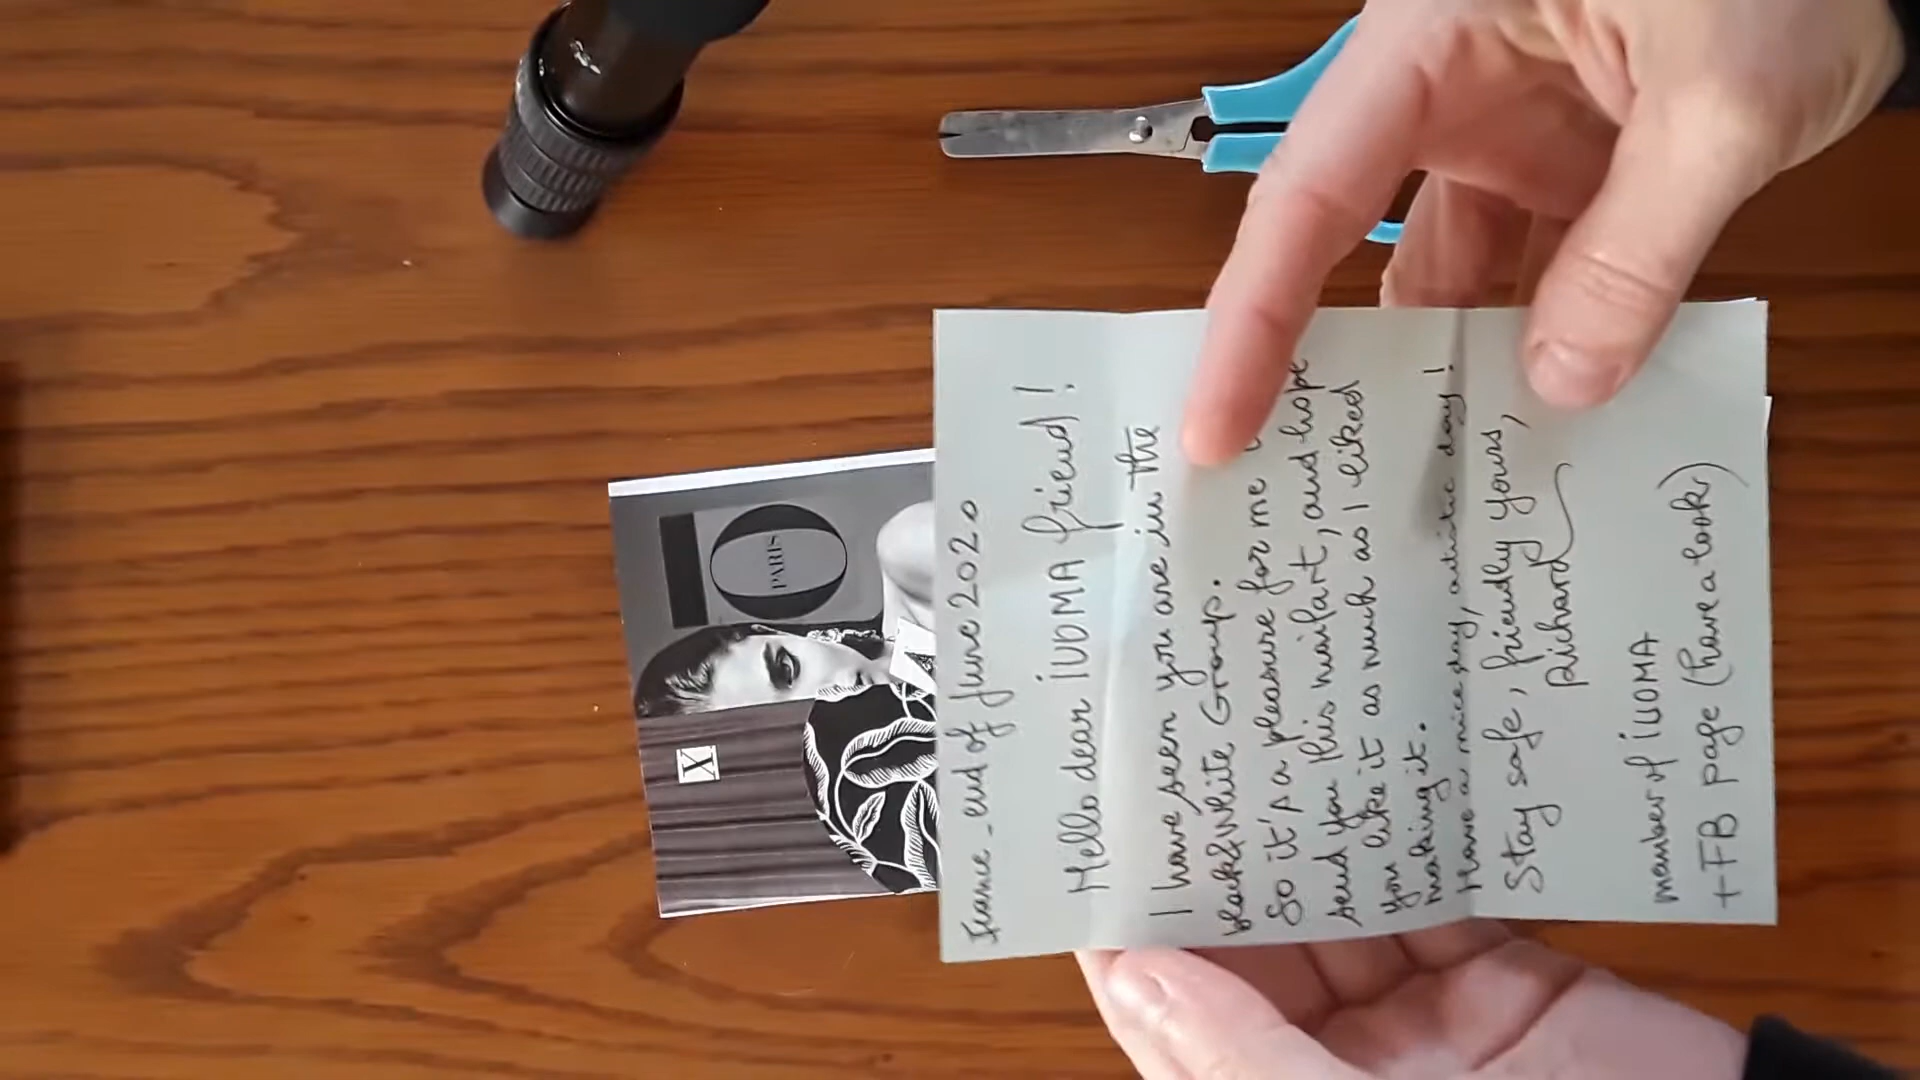 France - end of June 2020
Hello dear IUOMA friend!
I have seen you are in the
black&white Group.
So it's a pleasure for me
send you this mailart, and hope
you like it as much as I liked
making it.
Have a nice day, artistic day!
Stay safe, friendly yours,
Richard
member of IUOMA
+ FB page (have a look)
O
PARIS
X